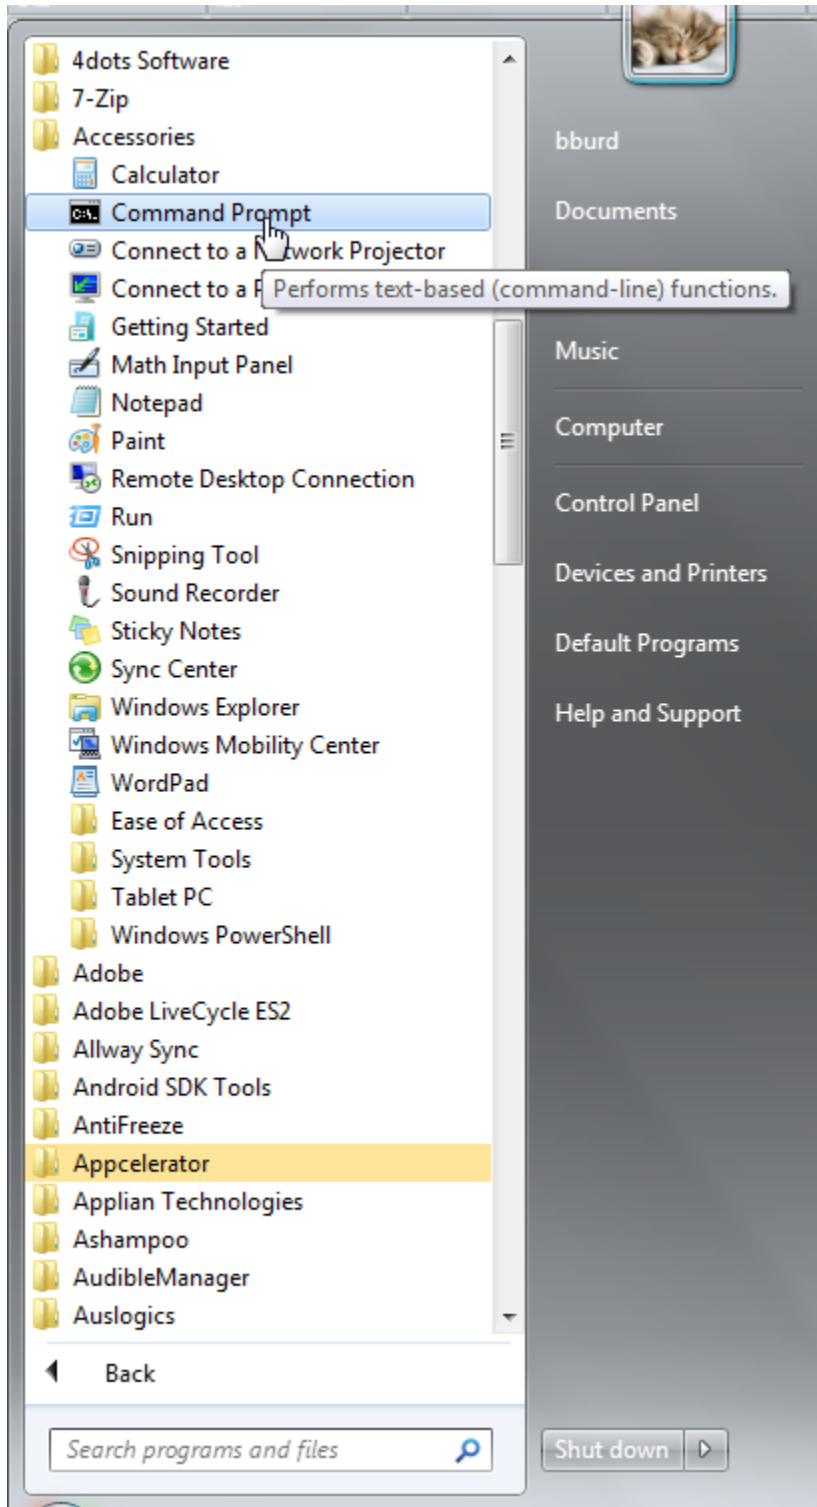 4dots Software
7-Zip
Accessories
Calculator
Command Prompt
Connect to a Network Projector
Connect to a
Performs text-based (command-line) functions.
Getting Started
Math Input Panel
Notepad
Paint
Remote Desktop Connection
Run
Snipping Tool
Sound Recorder
Sticky Notes
Sync Center
Windows Explorer
Windows Mobility Center
WordPad
Ease of Access
System Tools
Tablet PC
Windows PowerShell
Adobe
Adobe LiveCycle ES2
Allway Sync
Android SDK Tools
AntiFreeze
Appcelerator
Applian Technologies
Ashampoo
AudibleManager
Auslogics
Back
Search programs and files
bburd
Documents
Music
Computer
Control Panel
Devices and Printers
Default Programs
Help and Support
Shut down